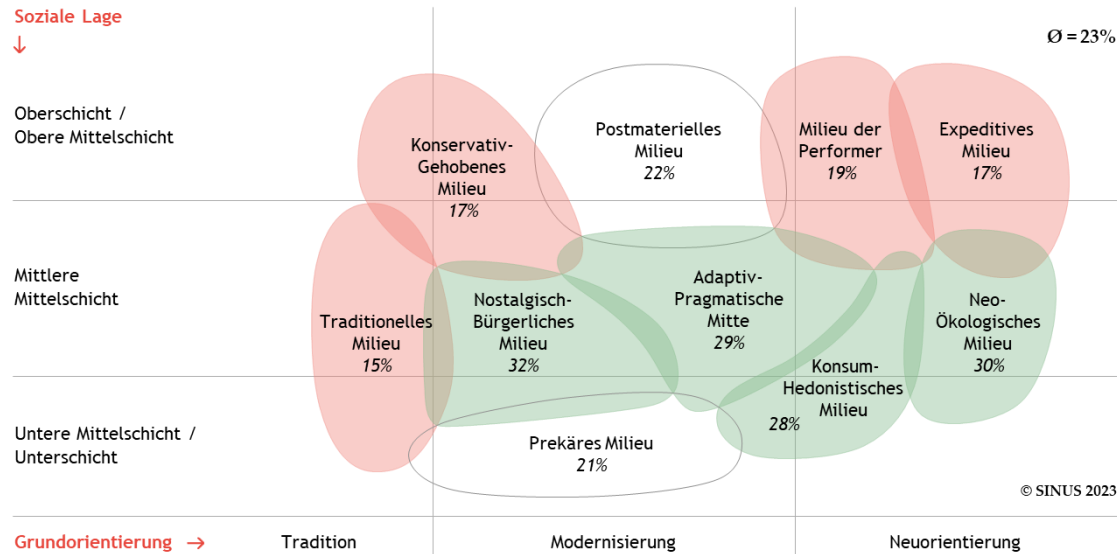 Soziale Lage
↓
Ø = 23%
Oberschicht /
Obere Mittelschicht
Konservativ-
Gehobenes
Milieu
17%
Postmaterielles
Milieu
22%
Milieu der
Performer
19%
Expeditives
Milieu
17%
Mittlere
Mittelschicht
Traditionelles
Milieu
15%
Nostalgisch-
Bürgerliches
Milieu
32%
Adaptiv-
Pragmatische
Mitte
29%
Konsum-
Hedonistisches
Milieu
28%
Neo-
Ökologisches
Milieu
30%
Untere Mittelschicht /
Unterschicht
Prekäres Milieu
21%
© SINUS 2023
Grundorientierung →
Tradition
Modernisierung
Neuorientierung